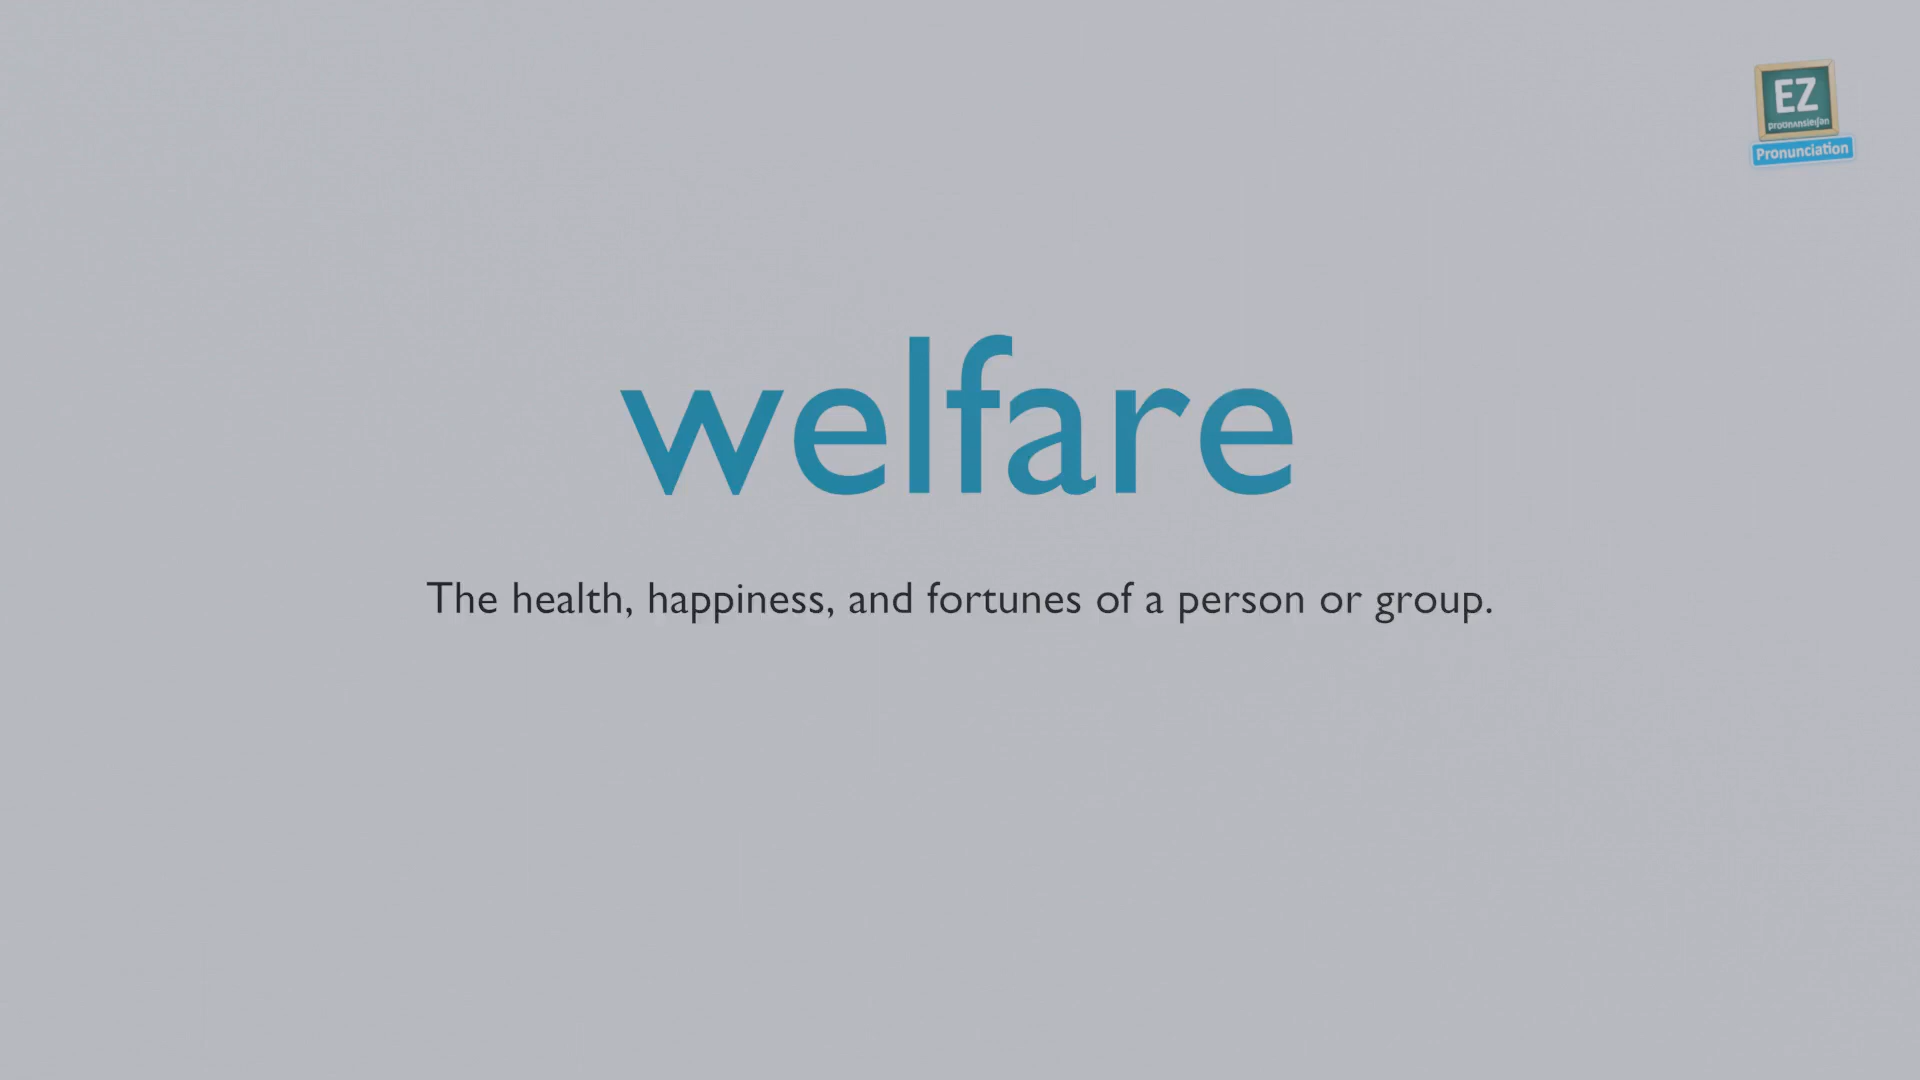 EZ
Pronunciation
welfare
The health, happiness, and fortunes of a person or group.